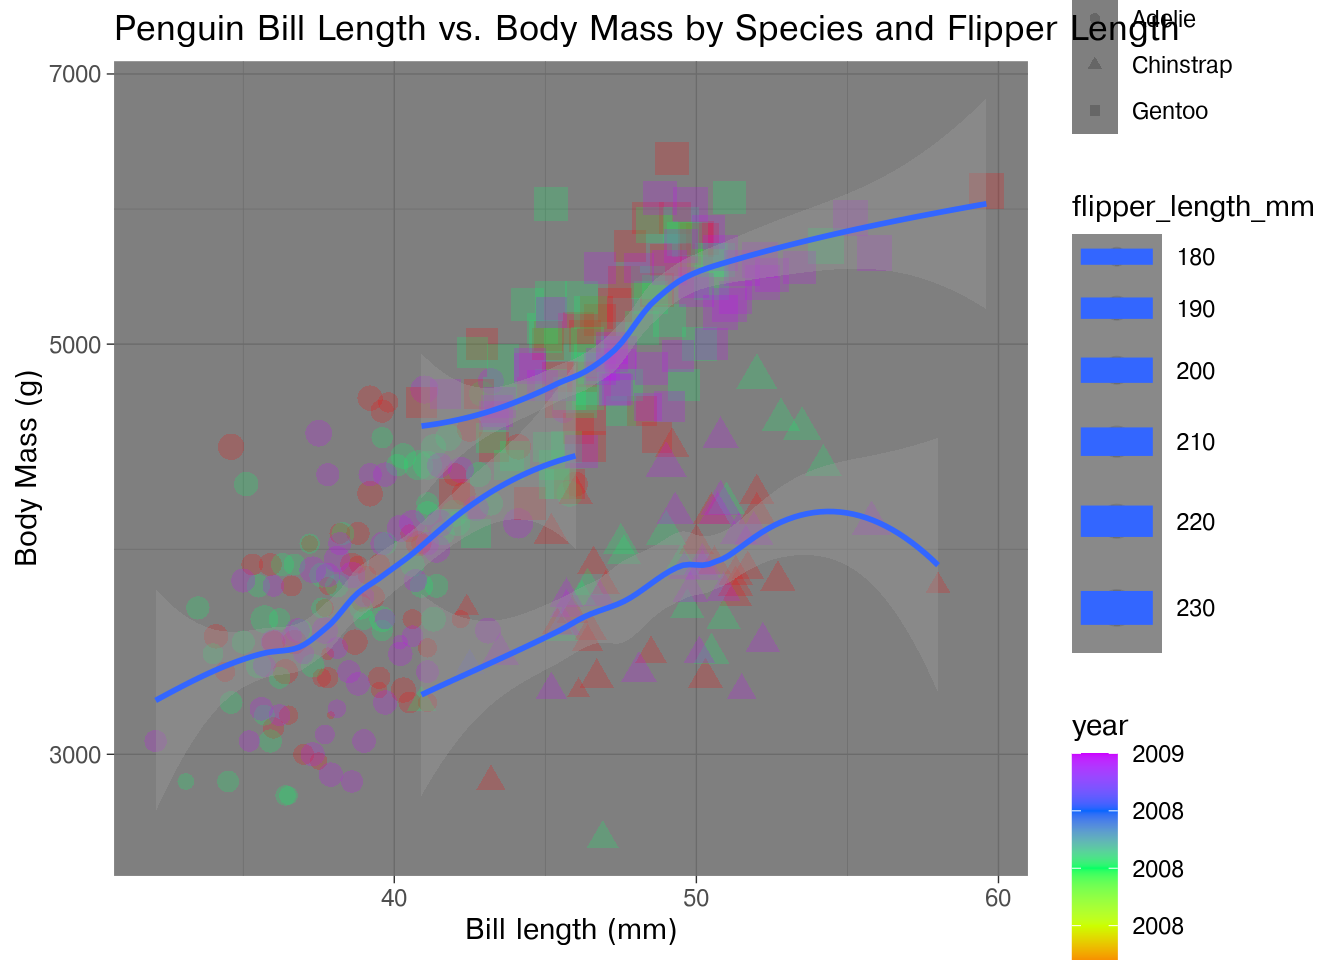 Penguin Bill Length vs. Body Mass by Species and Flipper Length
Adelie
Chinstrap
Gentoo
flipper_length_mm
180
190
200
210
220
230
year
2009
2008
2008
2008
7000
5000
3000
Body Mass (g)
40
50
60
Bill length (mm)